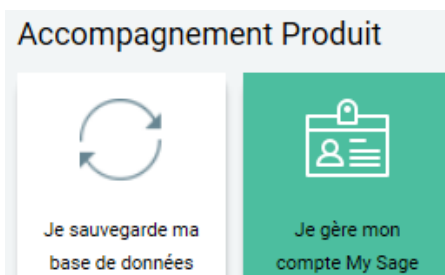 Accompagnement Produit
Je sauvegarde ma
base de données
Je gère mon
compte My Sage